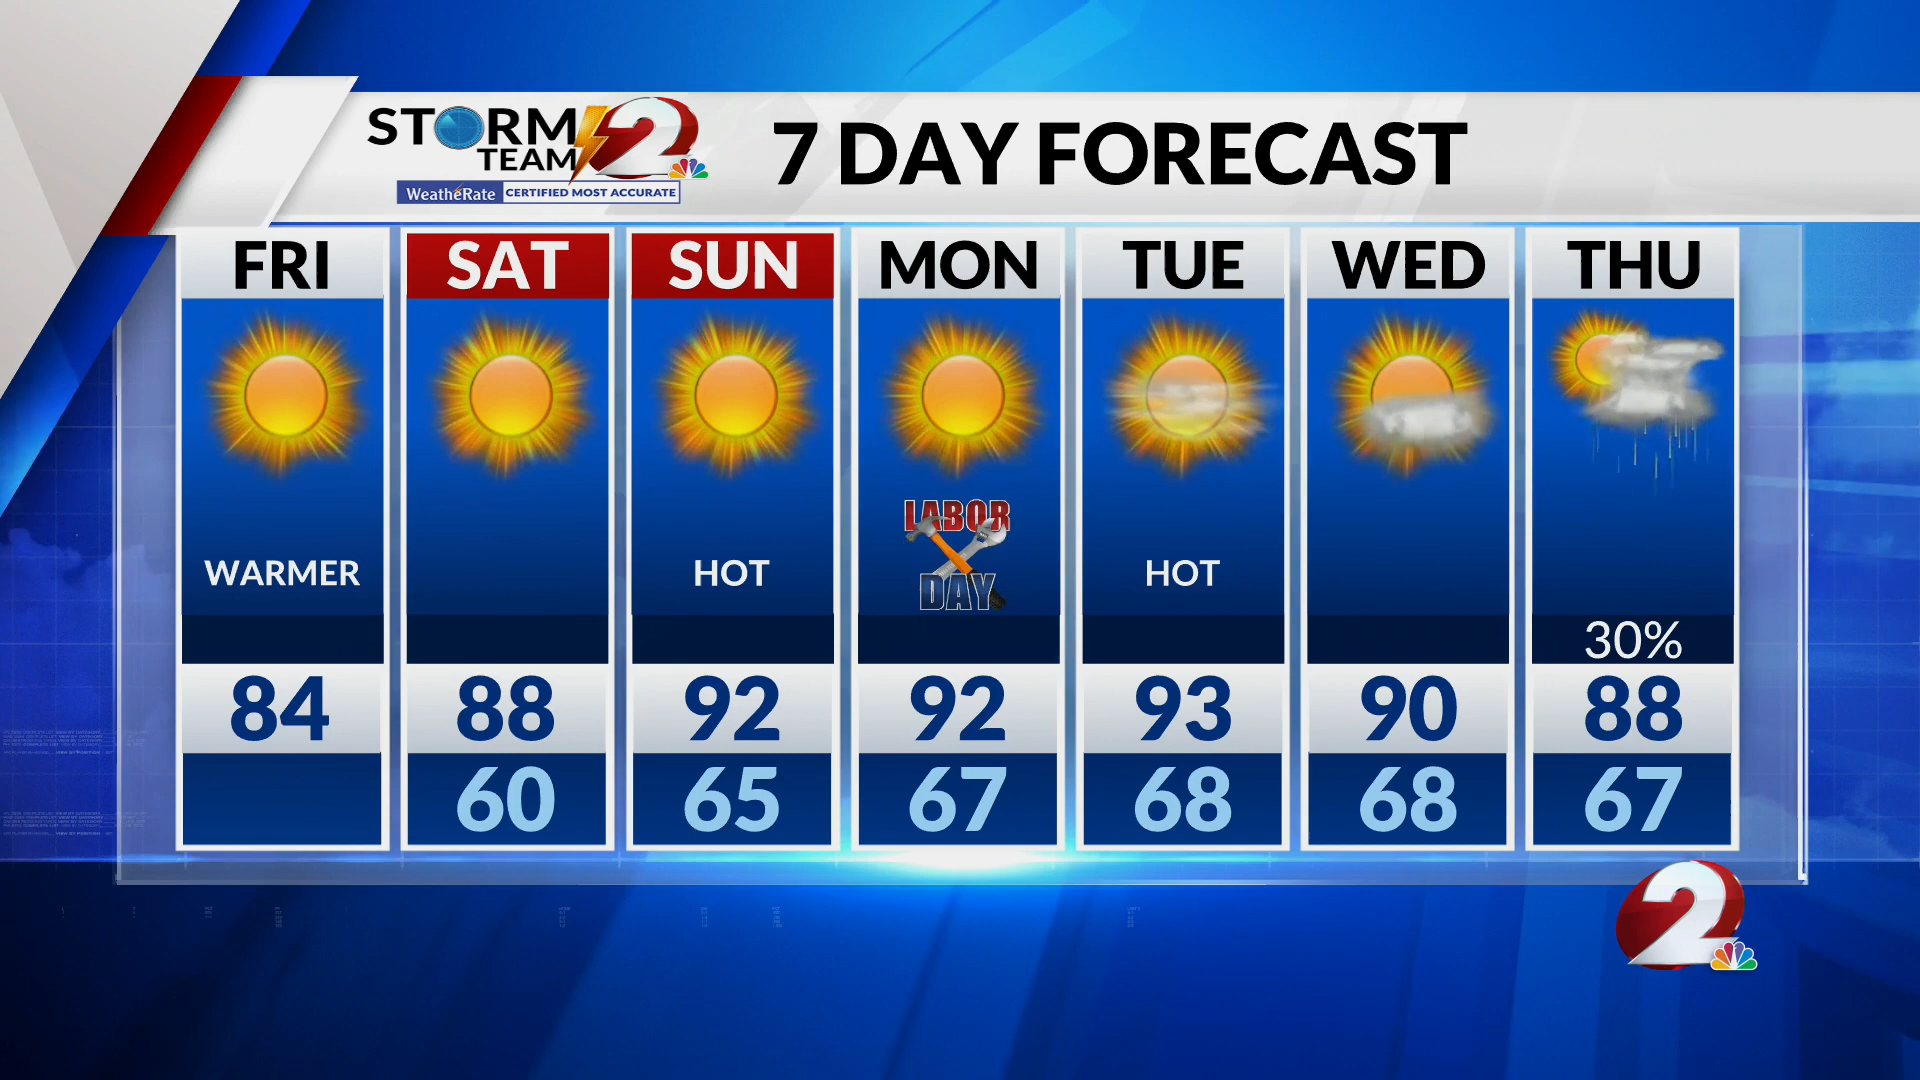 STORM
TEAM
2
WeatheRate CERTIFIED MOST ACCURATE
7 DAY FORECAST
FRI SAT SUN MON TUE WED THU
LABOR
DAY
WARMER HOT HOT
30%
84 88 92 92 93 90 88
60 65 67 68 68 67
2